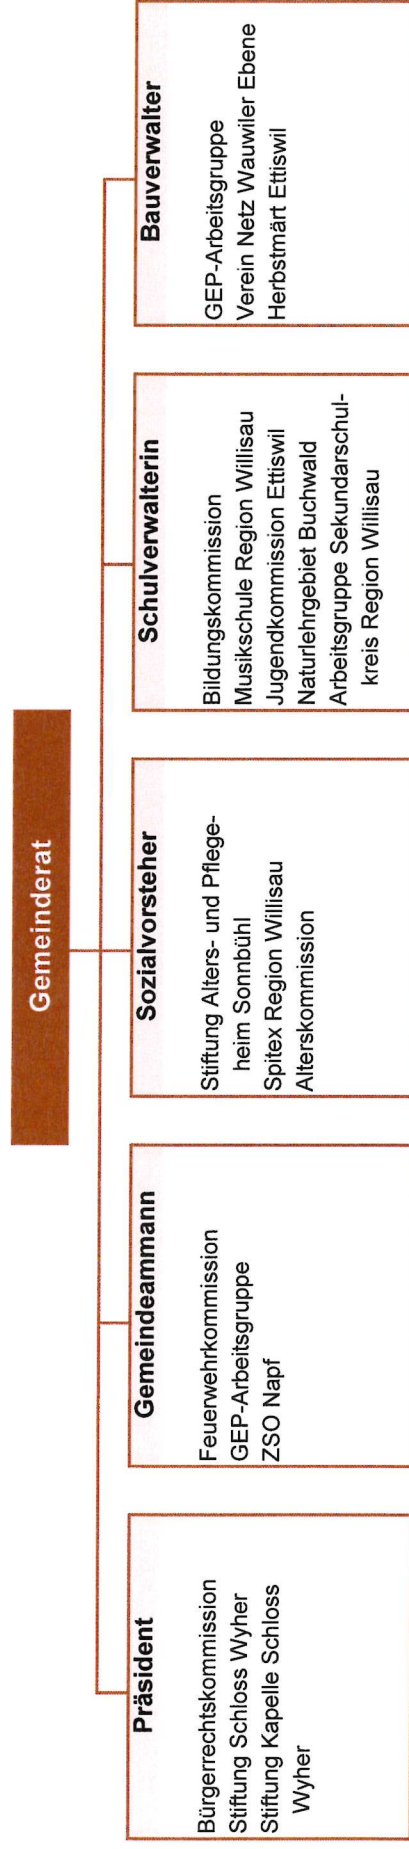 Gemeinderat
Präsident
Bürgerrechtskommission
Stiftung Schloss Wyher
Stiftung Kapelle Schloss
Wyher
Gemeindeammann
Feuerwehrkommission
GEP-Arbeitsgruppe
ZSO Napf
Sozialvorsteher
Stiftung Alters- und Pflege-
heim Sonnbühl
Spitex Region Willisau
Alterskommission
Schulverwalterin
Bildungskommission
Musikschule Region Willisau
Jugendkommission Ettiswil
Naturlehrgebiet Buchwald
Arbeitsgruppe Sekundarschul-
kreis Region Willisau
Bauverwalter
GEP-Arbeitsgruppe
Verein Netz Wauwiler Ebene
Herbstmärt Ettiswil